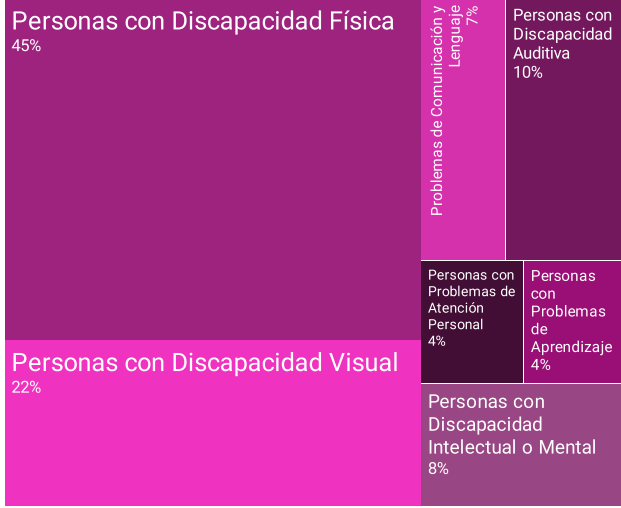 Personas con Discapacidad Física
45%
Personas con Discapacidad Visual
22%
Problemas de Comunicación y
Lenguaje
7%
Personas con
Discapacidad
Auditiva
10%
Personas con
Problemas de
Atención
Personal
4%
Personas
con
Problemas
de
Aprendizaje
4%
Personas con
Discapacidad
Intelectual o Mental
8%